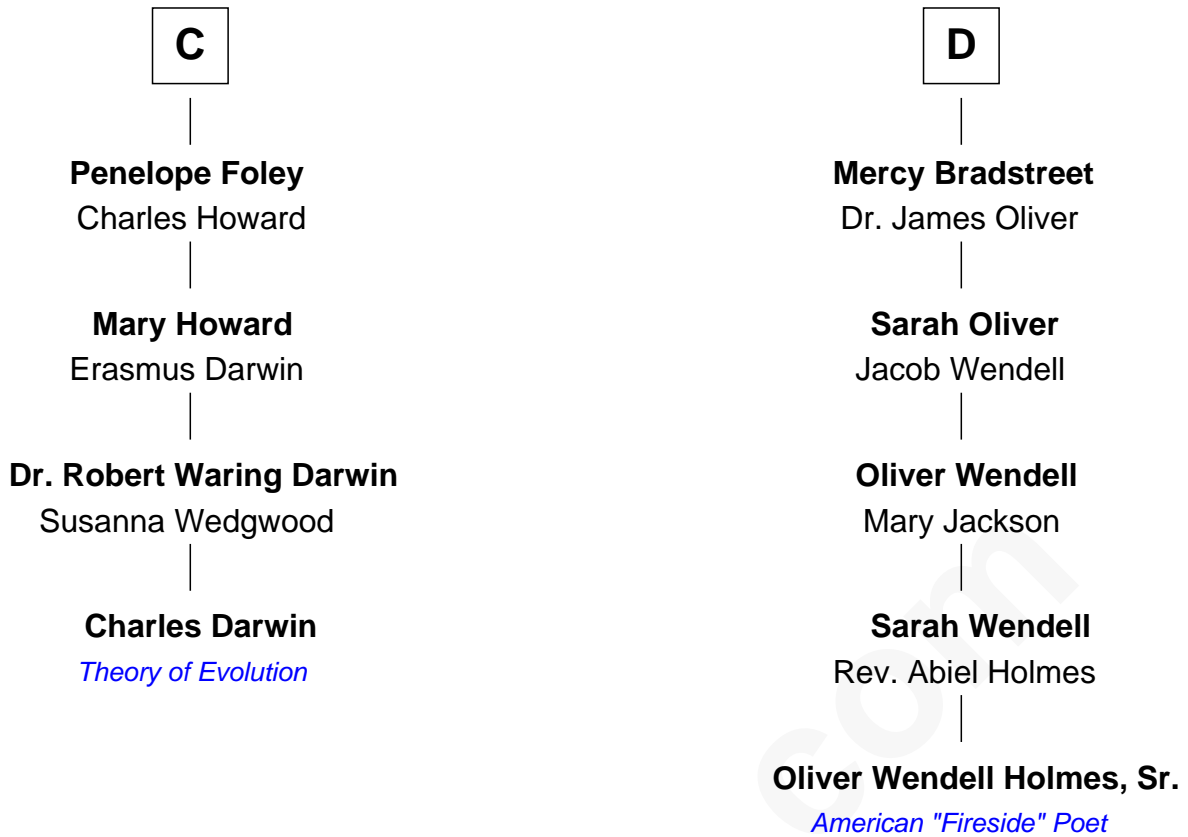 C
Penelope Foley
Charles Howard
Mary Howard
Erasmus Darwin
Dr. Robert Waring Darwin
Susanna Wedgwood
Charles Darwin
Theory of Evolution
D
Mercy Bradstreet
Dr. James Oliver
Sarah Oliver
Jacob Wendell
Oliver Wendell
Mary Jackson
Sarah Wendell
Rev. Abiel Holmes
Oliver Wendell Holmes, Sr.
American "Fireside" Poet
com